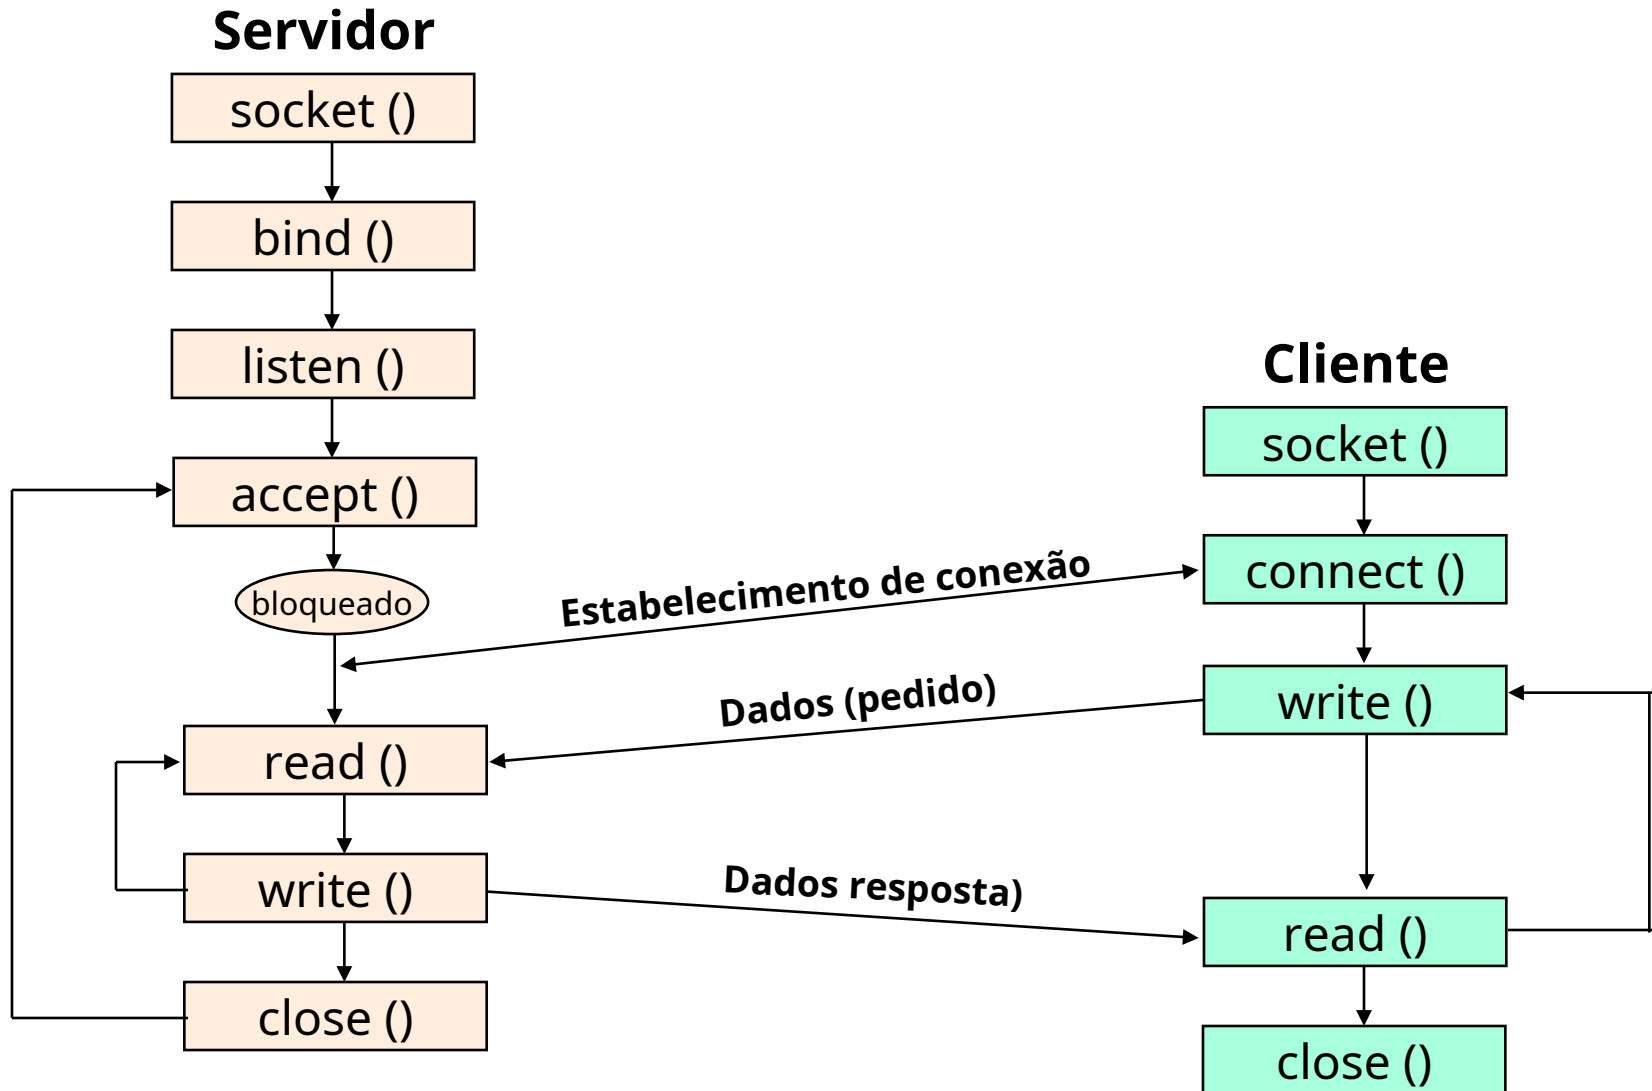 Servidor
socket ()
bind ()
listen ()
accept ()
bloqueado
read ()
write ()
close ()
Estabelecimento de conexão
Dados (pedido)
Dados resposta)
Cliente
socket ()
connect ()
write ()
read ()
close ()